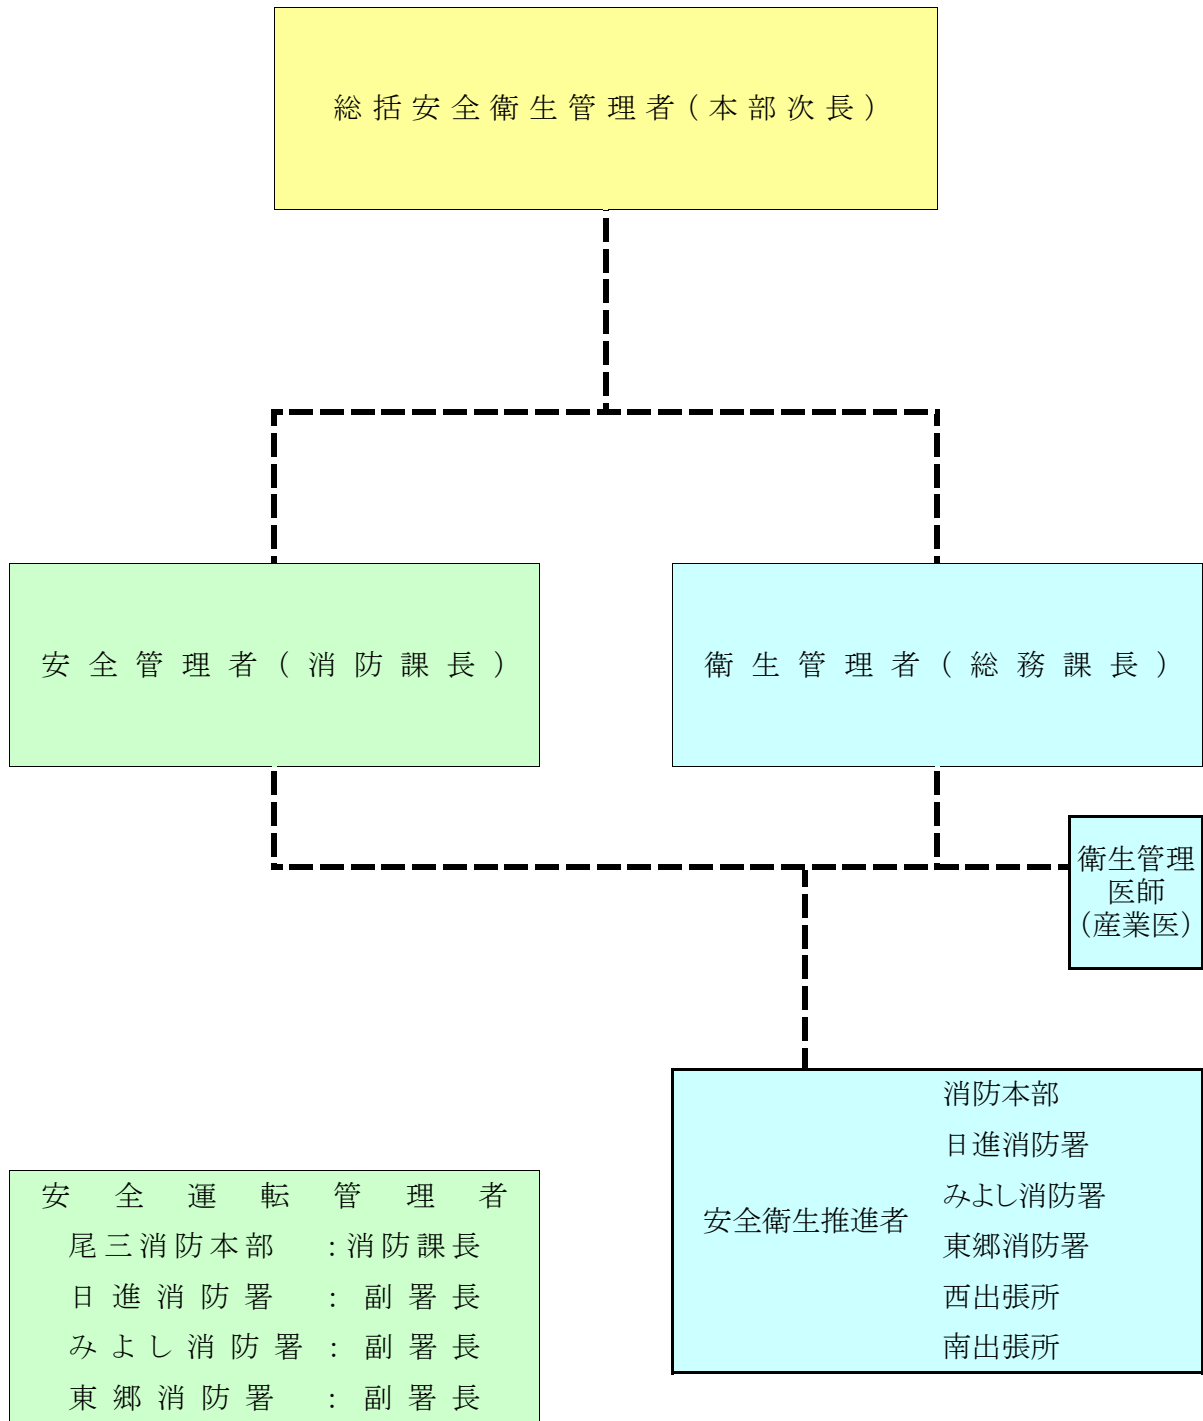 総括安全衛生管理者(本部次長)
安全管理者(消防課長)
衛生管理者(総務課長)
衛生管理
医師
(産業医)
安全衛生推進者
消防本部
日進消防署
みよし消防署
東郷消防署
西出張所
南出張所
安全運転管理者
尾三消防本部 :消防課長
日進消防署 :副署長
みよし消防署:副署長
東郷消防署 :副署長